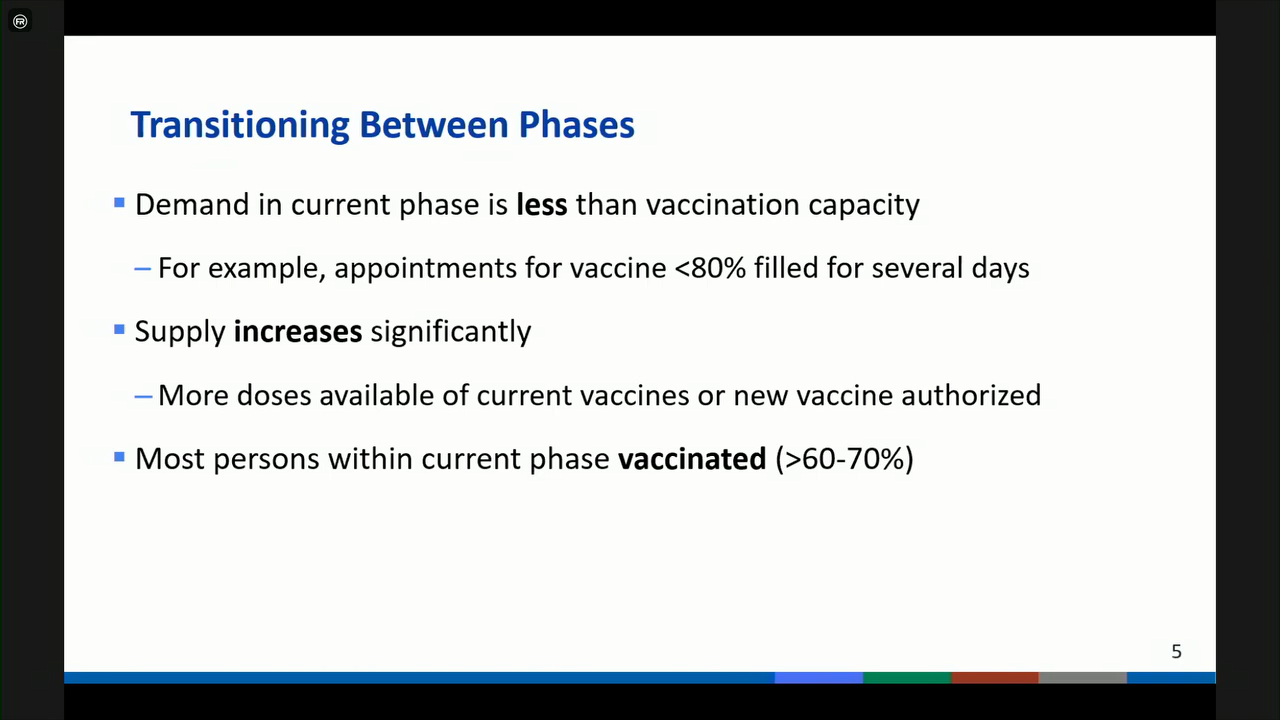 FR
Transitioning Between Phases
Demand in current phase is less than vaccination capacity
– For example, appointments for vaccine <80% filled for several days
Supply increases significantly
– More doses available of current vaccines or new vaccine authorized
Most persons within current phase vaccinated (>60-70%)
5